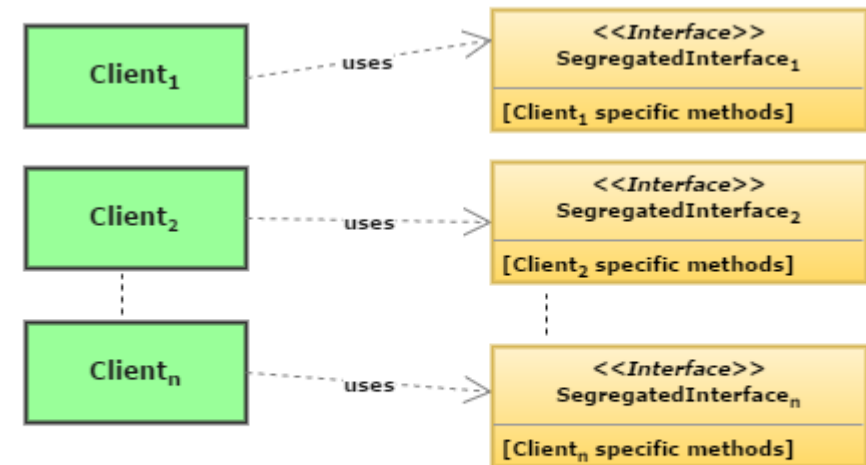 Client₁
uses
<<Interface>>
SegregatedInterface₁
[Client₁ specific methods]
Client₂
uses
<<Interface>>
SegregatedInterface₂
[Client₂ specific methods]
Clientₙ
uses
<<Interface>>
SegregatedInterfaceₙ
[Clientₙ specific methods]